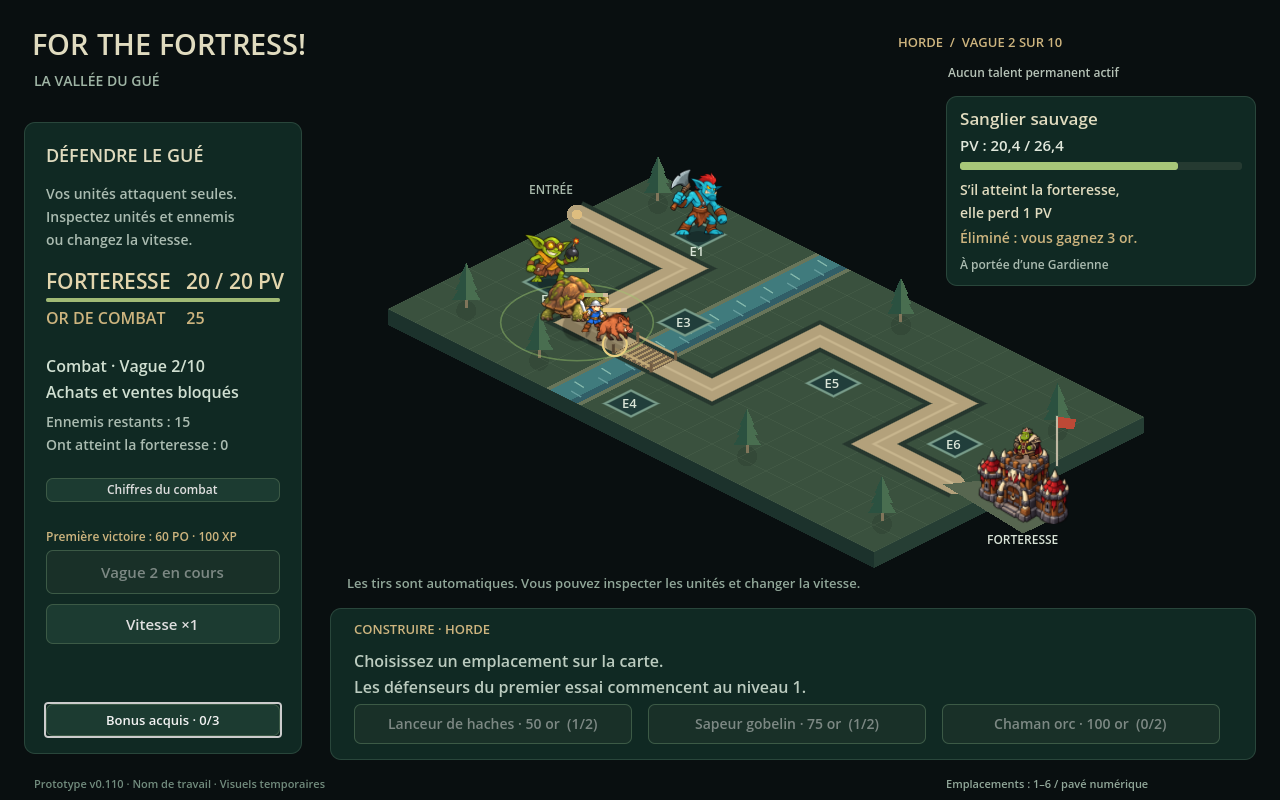 FOR THE FORTRESS!
LA VALLÉE DU GUÉ
HORDE / VAGUE 2 SUR 10
Aucun talent permanent actif
Sanglier sauvage
PV : 20,4 / 26,4
S’il atteint la forteresse,
elle perd 1 PV
Éliminé : vous gagnez 3 or.
À portée d’une Gardienne
DÉFENDRE LE GUÉ
Vos unités attaquent seules.
Inspectez unités et ennemis
ou changez la vitesse.
FORTERESSE 20 / 20 PV
OR DE COMBAT 25
Combat · Vague 2/10
Achats et ventes bloqués
Ennemis restants : 15
Ont atteint la forteresse : 0
Chiffres du combat
Première victoire : 60 PO · 100 XP
Vague 2 en cours
Vitesse ×1
Bonus acquis · 0/3
ENTRÉE
E1
E3
E4
E5
E6
FORTERESSE
Les tirs sont automatiques. Vous pouvez inspecter les unités et changer la vitesse.
CONSTRUIRE · HORDE
Choisissez un emplacement sur la carte.
Les défenseurs du premier essai commencent au niveau 1.
Lanceur de haches · 50 or (1/2)
Sapeur gobelin · 75 or (1/2)
Chaman orc · 100 or (0/2)
Prototype v0.110 · Nom de travail · Visuels temporaires
Emplacements : 1–6 / pavé numérique